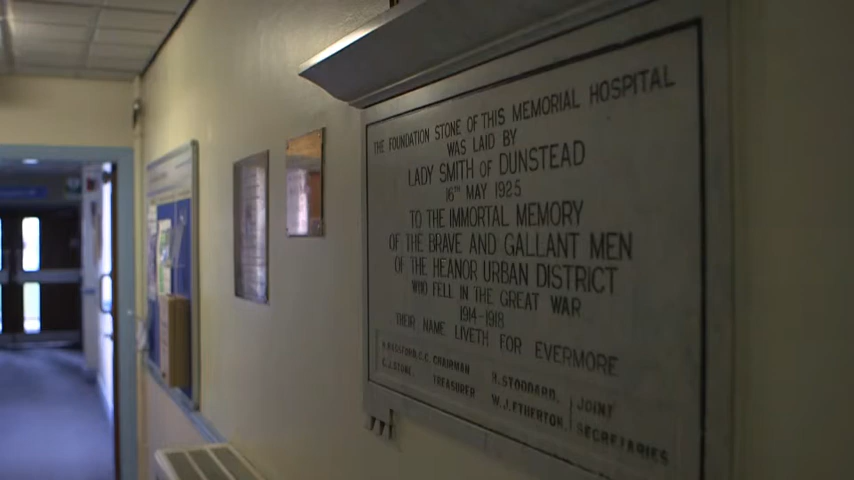 THE FOUNDATION STONE OF THIS MEMORIAL HOSPITAL
WAS LAID BY
LADY SMITH OF DUNSTEAD
16TH MAY 1925
TO THE IMMORTAL MEMORY
OF THE BRAVE AND GALLANT MEN
OF THE HEANOR URBAN DISTRICT
WHO FELL IN THE GREAT WAR
1914-1918
THEIR NAME LIVETH FOR EVERMORE
C.C. CHAIRMAN
TREASURER
H. STODDARD,
W.J. ETHERTON,
JOINT
SECRETARIES